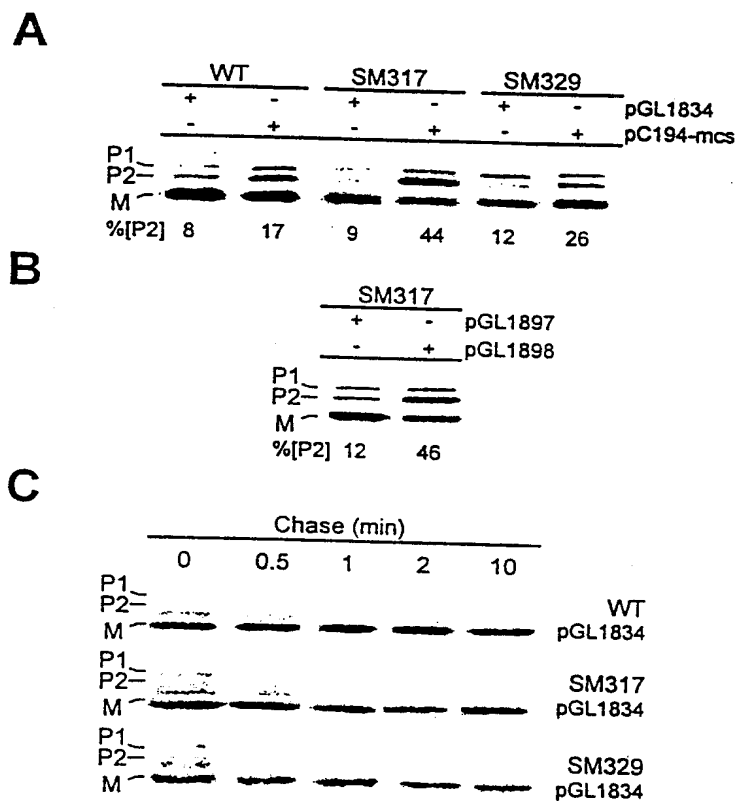 A
WT SM317 SM329
+ - + - + - pGL1834
- + - + - + pC194-mcs
P1
P2
M
%[P2] 8 17 9 44 12 26
B
SM317
+ - pGL1897
- + pGL1898
P1
P2
M
%[P2] 12 46
C
Chase (min)
0 0.5 1 2 10
P1
P2 WT
M pGL1834
P1
P2 SM317
M pGL1834
P1
P2 SM329
M pGL1834